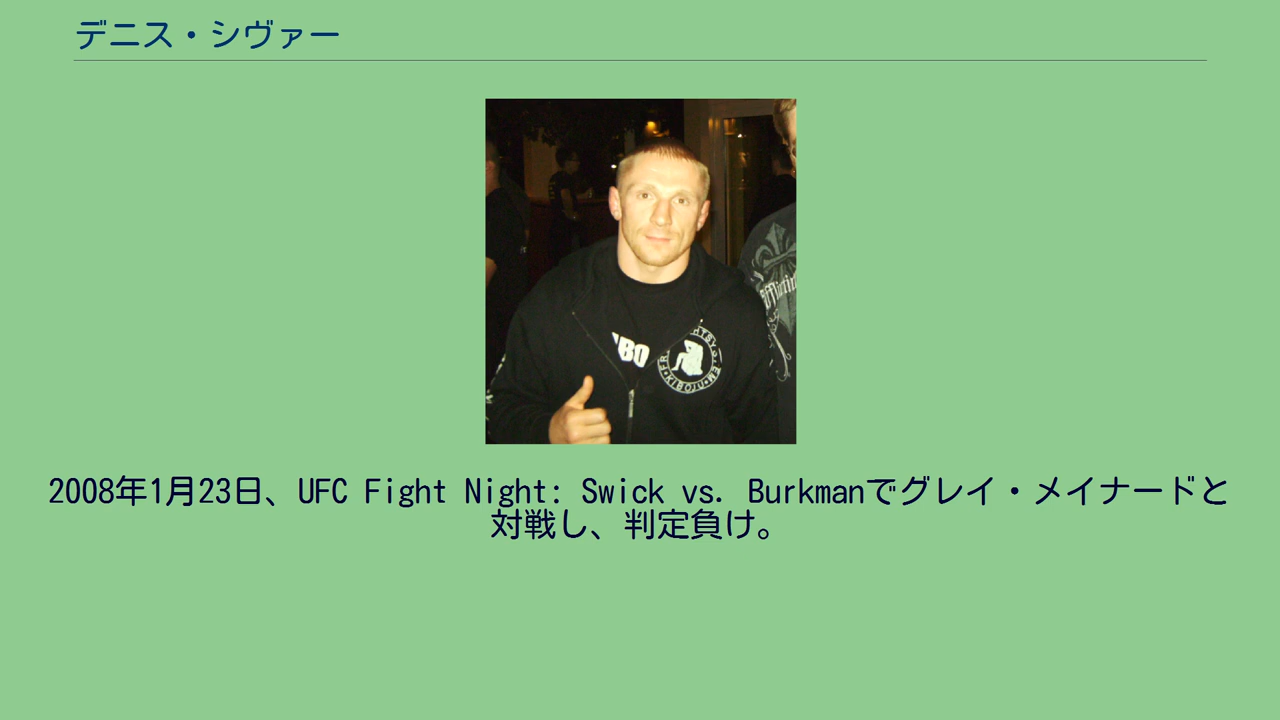 デニス・シヴァー
BO
2008年1月23日、UFC Fight Night: Swick vs. Burkmanでグレイ・メイナードと
対戦し、判定負け。